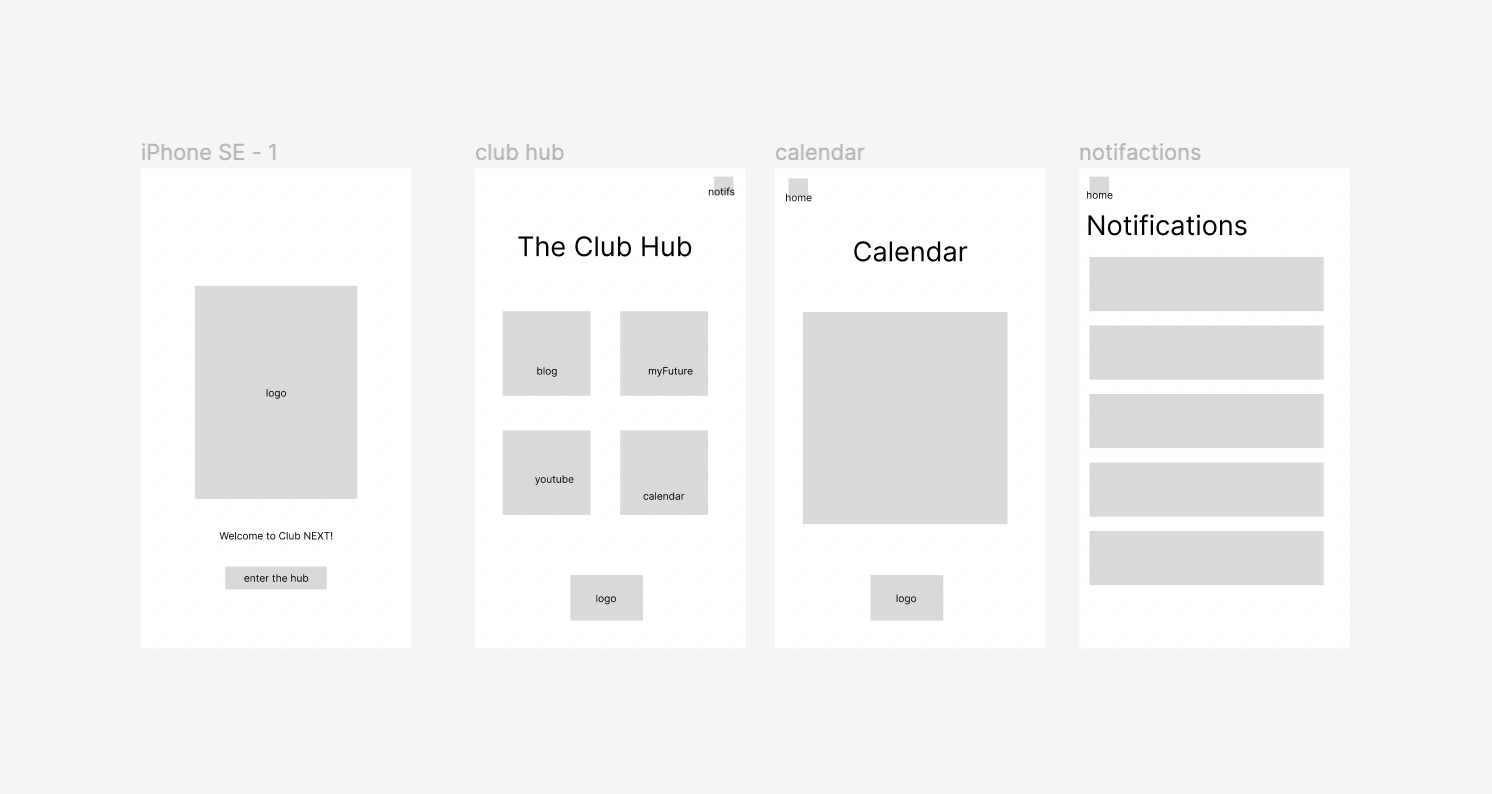 iPhone SE - 1
logo
Welcome to Club NEXT!
enter the hub
club hub
notifs
The Club Hub
blog
myFuture
youtube
calendar
logo
calendar
home
Calendar
logo
notifactions
home
Notifications